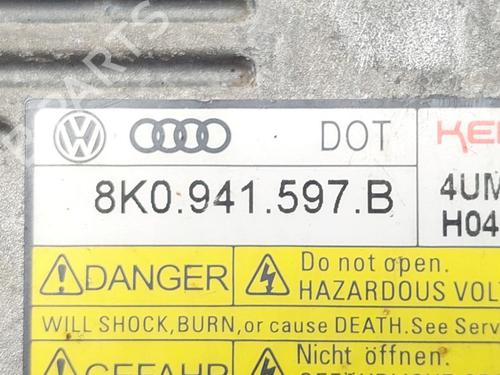 DOT
8K0.941.597.B
4UM
H04
DANGER
Do not open.
HAZARDOUS VOL
WILL SHOCK, BURN, or cause DEATH. See Serv
GEFAHR
Nicht öffnen.